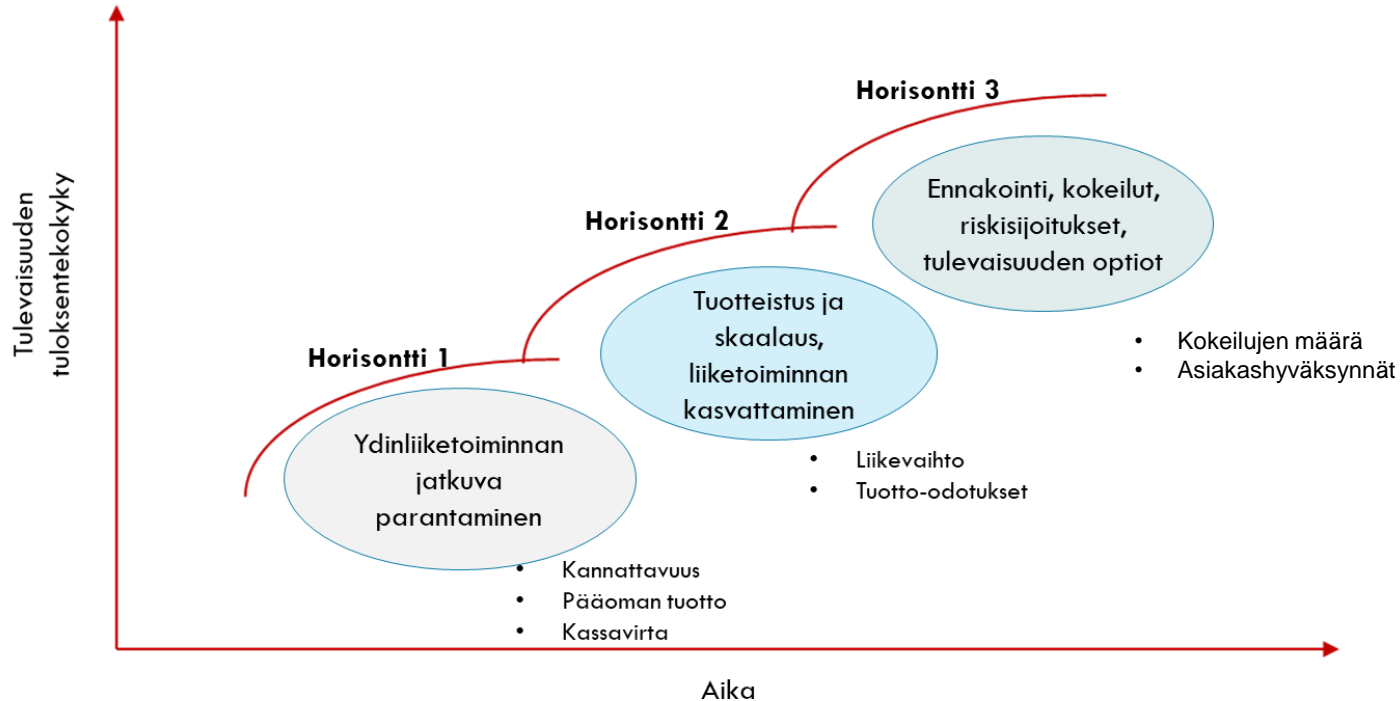 Tulevaisuuden
tuloksentekokyky
Horisontti 1
Ydinliiketoiminnan
jatkuva
parantaminen
• Kannattavuus
• Pääoman tuotto
• Kassavirta
Horisontti 2
Tuotteistus ja
skaalaus,
liiketoiminnan
kasvattaminen
• Liikevaihto
• Tuotto-odotukset
Horisontti 3
Ennakointi, kokeilut,
riskisijoitukset,
tulevaisuuden optiot
• Kokeilujen määrä
• Asiakashyväksynnät
Aika